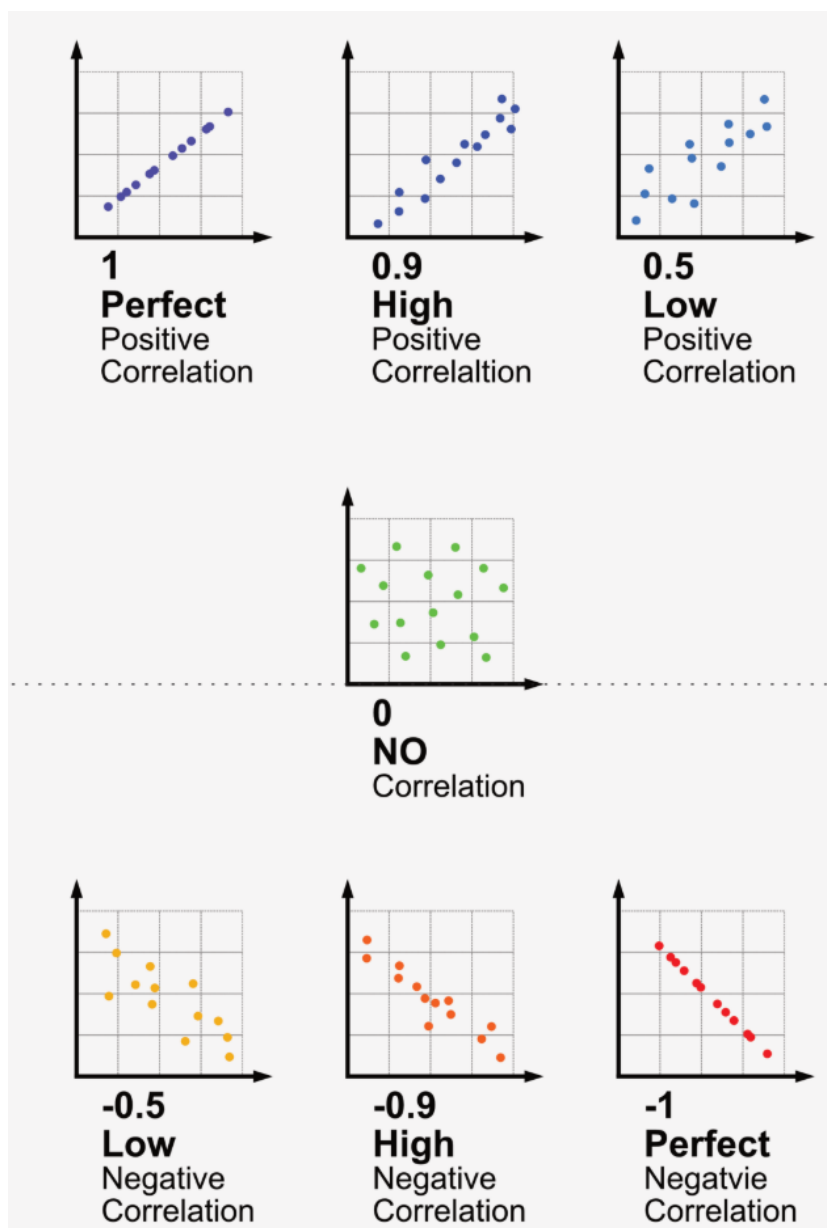 1
Perfect
Positive
Correlation
0.9
High
Positive
Correlaltion
0.5
Low
Positive
Correlation
0
NO
Correlation
-0.5
Low
Negative
Correlation
-0.9
High
Negative
Correlation
-1
Perfect
Negatvie
Correlation